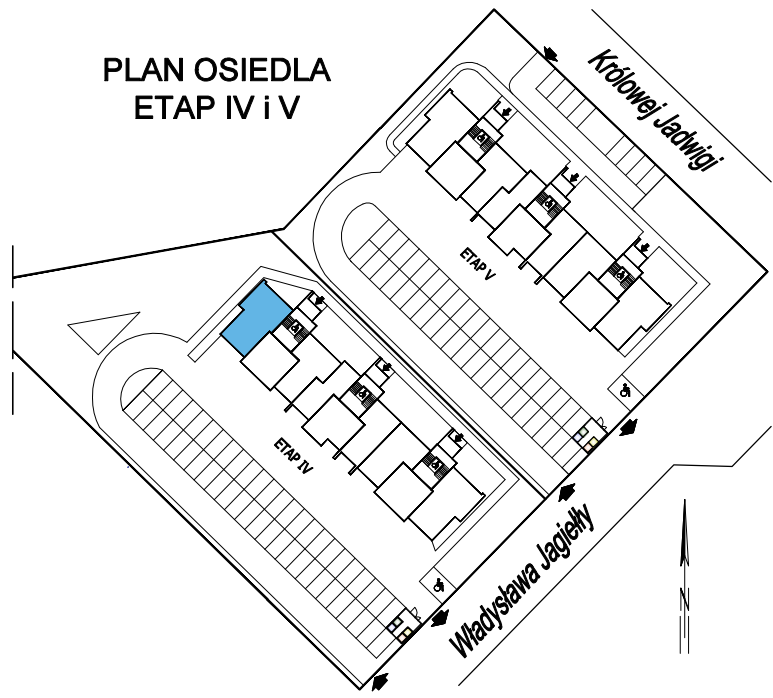 PLAN OSIEDLA
ETAP IV i V
Królowej Jadwigi
ETAP V
ETAP IV
Władysława Jagiełły
N